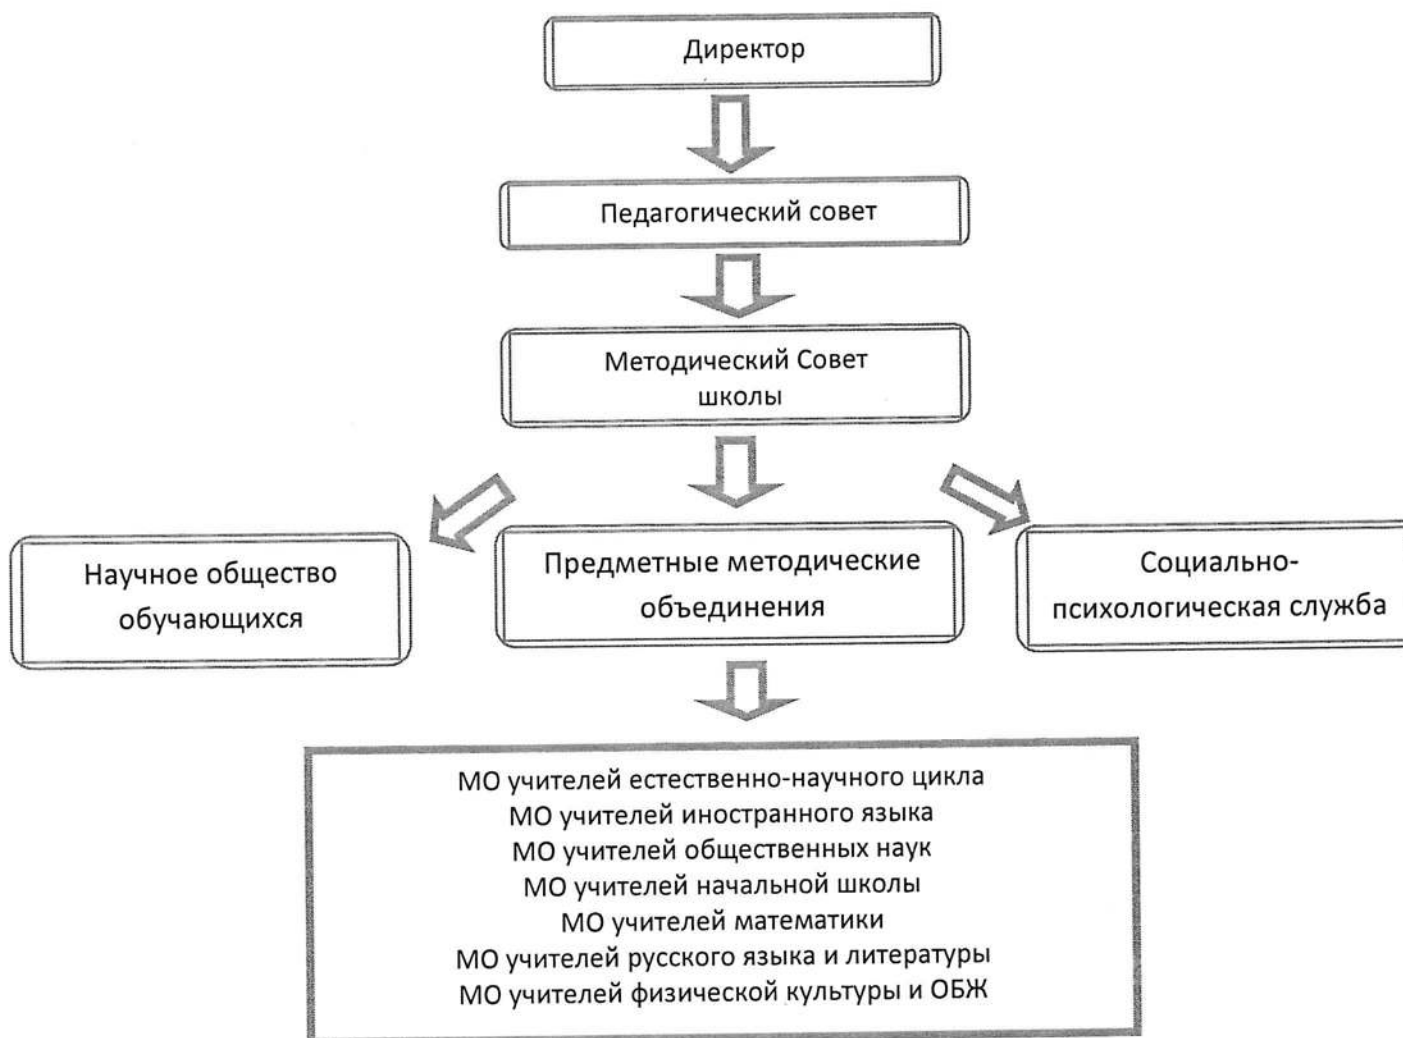 Директор
Педагогический совет
Методический Совет
школы
Научное общество
обучающихся
Предметные методические
объединения
Социально-
психологическая служба
МО учителей естественно-научного цикла
МО учителей иностранного языка
МО учителей общественных наук
МО учителей начальной школы
МО учителей математики
МО учителей русского языка и литературы
МО учителей физической культуры и ОБЖ